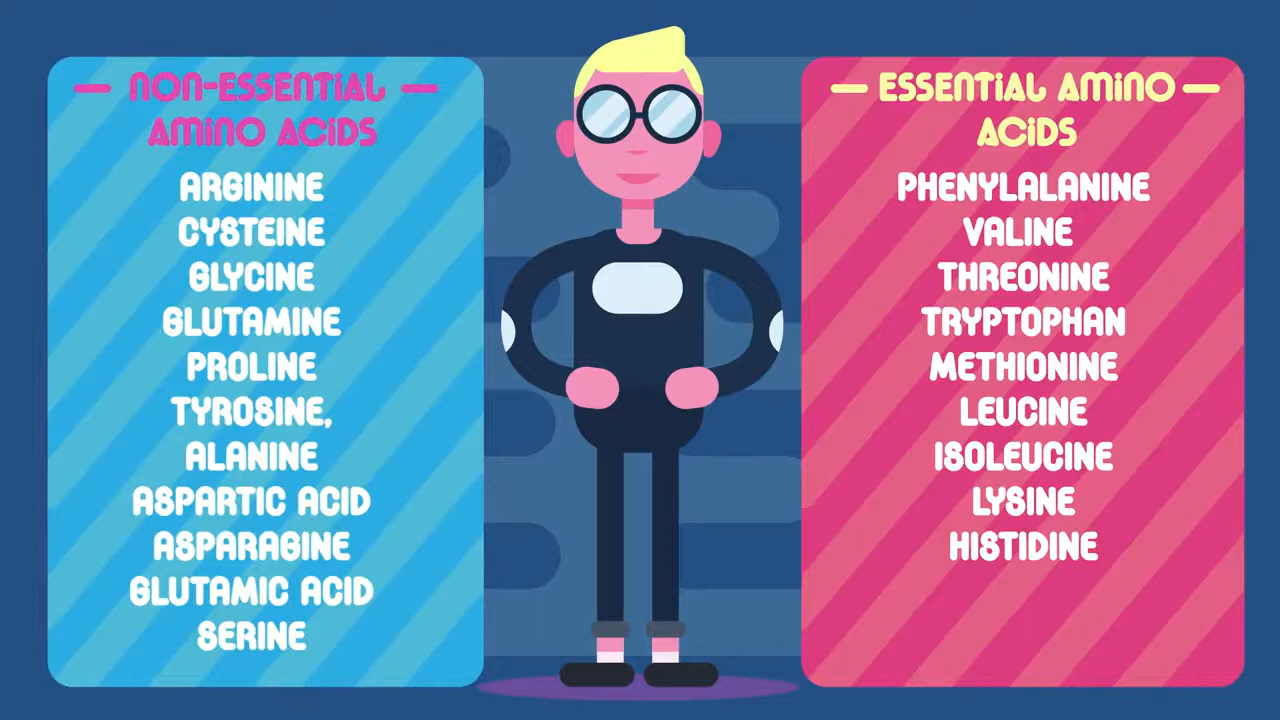 NON-ESSENTIAL
AMINO ACIDS
ARGININE
CYSTEINE
GLYCINE
GLUTAMINE
PROLINE
TYROSINE,
ALANINE
ASPARTIC ACID
ASPARAGINE
GLUTAMIC ACID
SERINE
ESSENTIAL AMINO
ACIDS
PHENYLALANINE
VALINE
THREONINE
TRYPTOPHAN
METHIONINE
LEUCINE
ISOLEUCINE
LYSINE
HISTIDINE